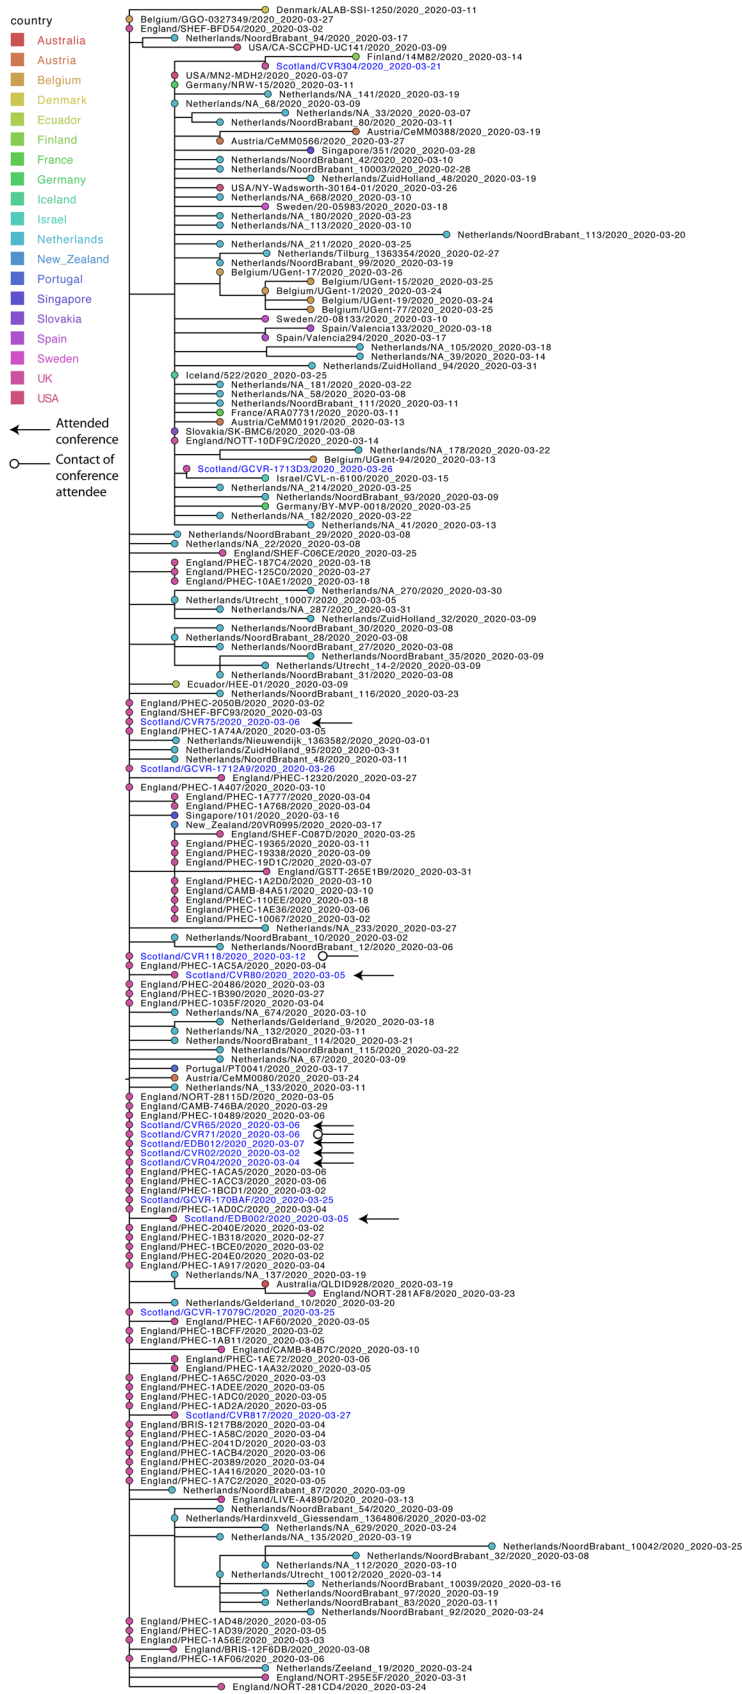 country
Australia
Austria
Belgium
Denmark
Ecuador
Finland
France
Germany
Iceland
Israel
Netherlands
New_Zealand
Portugal
Singapore
Slovakia
Spain
Sweden
UK
USA
Attended
conference
Contact of
conference
attendee
Denmark/ALAB-SSI-1250/2020_2020-03-11
Belgium/GGO-0327349/2020_2020-03-27
England/SHEF-BFD54/2020_2020-03-02
Netherlands/NoordBrabant_94/2020_2020-03-17
USA/CA-SCCPHD-UC141/2020_2020-03-09
Finland/14M82/2020_2020-03-14
Scotland/CVR304/2020_2020-03-21
USA/MN2-MDH2/2020_2020-03-07
Germany/NRW-15/2020_2020-03-11
Netherlands/NA_141/2020_2020-03-19
Netherlands/NA_68/2020_2020-03-09
Netherlands/NA_33/2020_2020-03-07
Netherlands/NoordBrabant_80/2020_2020-03-11
Austria/CeMM0388/2020_2020-03-19
Austria/CeMM0566/2020_2020-03-27
Singapore/351/2020_2020-03-28
Netherlands/NoordBrabant_42/2020_2020-03-10
Netherlands/NoordBrabant_10003/2020_2020-02-28
Netherlands/ZuidHolland_48/2020_2020-03-19
USA/NY-Wadsworth-30164-01/2020_2020-03-26
Netherlands/NA_668/2020_2020-03-10
Sweden/20-05983/2020_2020-03-18
Netherlands/NA_180/2020_2020-03-23
Netherlands/NA_113/2020_2020-03-10
Netherlands/NoordBrabant_113/2020_2020-03-20
Netherlands/NA_211/2020_2020-03-25
Netherlands/Tilburg_1363354/2020_2020-02-27
Netherlands/NoordBrabant_99/2020_2020-03-19
Belgium/UGent-17/2020_2020-03-26
Belgium/UGent-15/2020_2020-03-25
Belgium/UGent-1/2020_2020-03-24
Belgium/UGent-19/2020_2020-03-24
Belgium/UGent-77/2020_2020-03-25
Sweden/20-08133/2020_2020-03-10
Spain/Valencia133/2020_2020-03-18
Spain/Valencia294/2020_2020-03-17
Netherlands/NA_105/2020_2020-03-18
Netherlands/NA_39/2020_2020-03-14
Netherlands/ZuidHolland_94/2020_2020-03-31
Iceland/522/2020_2020-03-25
Netherlands/NA_181/2020_2020-03-22
Netherlands/NA_58/2020_2020-03-08
Netherlands/NoordBrabant_111/2020_2020-03-11
France/ARA07731/2020_2020-03-11
Austria/CeMM0191/2020_2020-03-13
Slovakia/SK-BMC6/2020_2020-03-08
England/NOTT-10DF9C/2020_2020-03-14
Netherlands/NA_178/2020_2020-03-22
Belgium/UGent-94/2020_2020-03-13
Scotland/GCVR-1713D3/2020_2020-03-26
Israel/CVL-n-6100/2020_2020-03-15
Netherlands/NA_214/2020_2020-03-25
Netherlands/NoordBrabant_93/2020_2020-03-09
Germany/BY-MVP-0018/2020_2020-03-25
Netherlands/NA_182/2020_2020-03-22
Netherlands/NA_41/2020_2020-03-13
Netherlands/NoordBrabant_29/2020_2020-03-08
Netherlands/NA_22/2020_2020-03-08
England/SHEF-C06CE/2020_2020-03-25
England/PHEC-187C4/2020_2020-03-18
England/PHEC-125C0/2020_2020-03-27
England/PHEC-10AE1/2020_2020-03-18
Netherlands/NA_270/2020_2020-03-30
Netherlands/Utrecht_10007/2020_2020-03-05
Netherlands/NA_287/2020_2020-03-31
Netherlands/ZuidHolland_32/2020_2020-03-09
Netherlands/NoordBrabant_30/2020_2020-03-08
Netherlands/NoordBrabant_28/2020_2020-03-08
Netherlands/NoordBrabant_27/2020_2020-03-08
Netherlands/NoordBrabant_35/2020_2020-03-09
Netherlands/Utrecht_14-2/2020_2020-03-09
Netherlands/NoordBrabant_31/2020_2020-03-08
Ecuador/HEE-01/2020_2020-03-09
Netherlands/NoordBrabant_116/2020_2020-03-23
England/PHEC-2050B/2020_2020-03-02
England/SHEF-BFC93/2020_2020-03-03
Scotland/CVR75/2020_2020-03-06
England/PHEC-1A74A/2020_2020-03-05
Netherlands/Nieuwendijk_1363582/2020_2020-03-01
Netherlands/ZuidHolland_95/2020_2020-03-31
Netherlands/NoordBrabant_48/2020_2020-03-11
Scotland/GCVR-1712A9/2020_2020-03-26
England/PHEC-12320/2020_2020-03-27
England/PHEC-1A407/2020_2020-03-10
England/PHEC-1A777/2020_2020-03-04
England/PHEC-1A768/2020_2020-03-04
Singapore/101/2020_2020-03-16
New_Zealand/20VR0995/2020_2020-03-17
England/SHEF-C087D/2020_2020-03-25
England/PHEC-19365/2020_2020-03-11
England/PHEC-19338/2020_2020-03-09
England/PHEC-19D1C/2020_2020-03-07
England/GSTT-265E1B9/2020_2020-03-31
England/PHEC-1A2D0/2020_2020-03-10
England/CAMB-84A51/2020_2020-03-10
England/PHEC-110EE/2020_2020-03-18
England/PHEC-1AE36/2020_2020-03-06
England/PHEC-10067/2020_2020-03-02
Netherlands/NA_233/2020_2020-03-27
Netherlands/NoordBrabant_10/2020_2020-03-02
Netherlands/NoordBrabant_12/2020_2020-03-06
Scotland/CVR118/2020_2020-03-12
England/PHEC-1AC5A/2020_2020-03-04
Scotland/CVR80/2020_2020-03-05
England/PHEC-20486/2020_2020-03-03
England/PHEC-1B390/2020_2020-03-27
England/PHEC-1035F/2020_2020-03-04
Netherlands/NA_674/2020_2020-03-10
Netherlands/Gelderland_9/2020_2020-03-18
Netherlands/NA_132/2020_2020-03-11
Netherlands/NoordBrabant_114/2020_2020-03-21
Netherlands/NoordBrabant_115/2020_2020-03-22
Netherlands/NA_67/2020_2020-03-09
Portugal/PT0041/2020_2020-03-17
Austria/CeMM0080/2020_2020-03-24
Netherlands/NA_133/2020_2020-03-11
England/NORT-28115D/2020_2020-03-05
England/CAMB-746BA/2020_2020-03-29
England/PHEC-10489/2020_2020-03-06
Scotland/CVR65/2020_2020-03-06
Scotland/CVR71/2020_2020-03-06
Scotland/EDB012/2020_2020-03-07
Scotland/CVR02/2020_2020-03-02
Scotland/CVR04/2020_2020-03-04
England/PHEC-1ACA5/2020_2020-03-06
England/PHEC-1ACC3/2020_2020-03-06
England/PHEC-1BCD1/2020_2020-03-02
Scotland/GCVR-170BAF/2020_2020-03-25
England/PHEC-1AD0C/2020_2020-03-04
Scotland/EDB002/2020_2020-03-05
England/PHEC-2040E/2020_2020-03-02
England/PHEC-1B318/2020_2020-02-27
England/PHEC-1BCE0/2020_2020-03-02
England/PHEC-204E0/2020_2020-03-02
England/PHEC-1A917/2020_2020-03-04
Netherlands/NA_137/2020_2020-03-19
Australia/QLDID928/2020_2020-03-19
England/NORT-281AF8/2020_2020-03-23
Netherlands/Gelderland_10/2020_2020-03-20
Scotland/GCVR-17079C/2020_2020-03-25
England/PHEC-1AF60/2020_2020-03-05
England/PHEC-1BCFF/2020_2020-03-02
England/PHEC-1AB11/2020_2020-03-05
England/CAMB-84B7C/2020_2020-03-10
England/PHEC-1AE72/2020_2020-03-06
England/PHEC-1AA32/2020_2020-03-05
England/PHEC-1A65C/2020_2020-03-03
England/PHEC-1ADEE/2020_2020-03-05
England/PHEC-1ADC0/2020_2020-03-05
England/PHEC-1AD2A/2020_2020-03-05
Scotland/CVR817/2020_2020-03-27
England/BRIS-1217B8/2020_2020-03-04
England/PHEC-1A58C/2020_2020-03-04
England/PHEC-2041D/2020_2020-03-03
England/PHEC-1ACB4/2020_2020-03-06
England/PHEC-20389/2020_2020-03-04
England/PHEC-1A416/2020_2020-03-10
England/PHEC-1A7C2/2020_2020-03-05
Netherlands/NoordBrabant_87/2020_2020-03-09
England/LIVE-A489D/2020_2020-03-13
Netherlands/NoordBrabant_54/2020_2020-03-09
Netherlands/Hardinxveld_Giessendam_1364806/2020_2020-03-02
Netherlands/NA_629/2020_2020-03-24
Netherlands/NA_135/2020_2020-03-19
Netherlands/NoordBrabant_10042/2020_2020-03-25
Netherlands/NoordBrabant_32/2020_2020-03-08
Netherlands/NA_112/2020_2020-03-10
Netherlands/Utrecht_10012/2020_2020-03-14
Netherlands/NoordBrabant_10039/2020_2020-03-16
Netherlands/NoordBrabant_97/2020_2020-03-19
Netherlands/NoordBrabant_83/2020_2020-03-11
Netherlands/NoordBrabant_92/2020_2020-03-24
England/PHEC-1AD48/2020_2020-03-05
England/PHEC-1AD39/2020_2020-03-05
England/PHEC-1A56E/2020_2020-03-03
England/BRIS-12F6DB/2020_2020-03-08
England/PHEC-1AF06/2020_2020-03-06
Netherlands/Zeeland_19/2020_2020-03-24
England/NORT-295E5F/2020_2020-03-31
England/NORT-281CD4/2020_2020-03-24